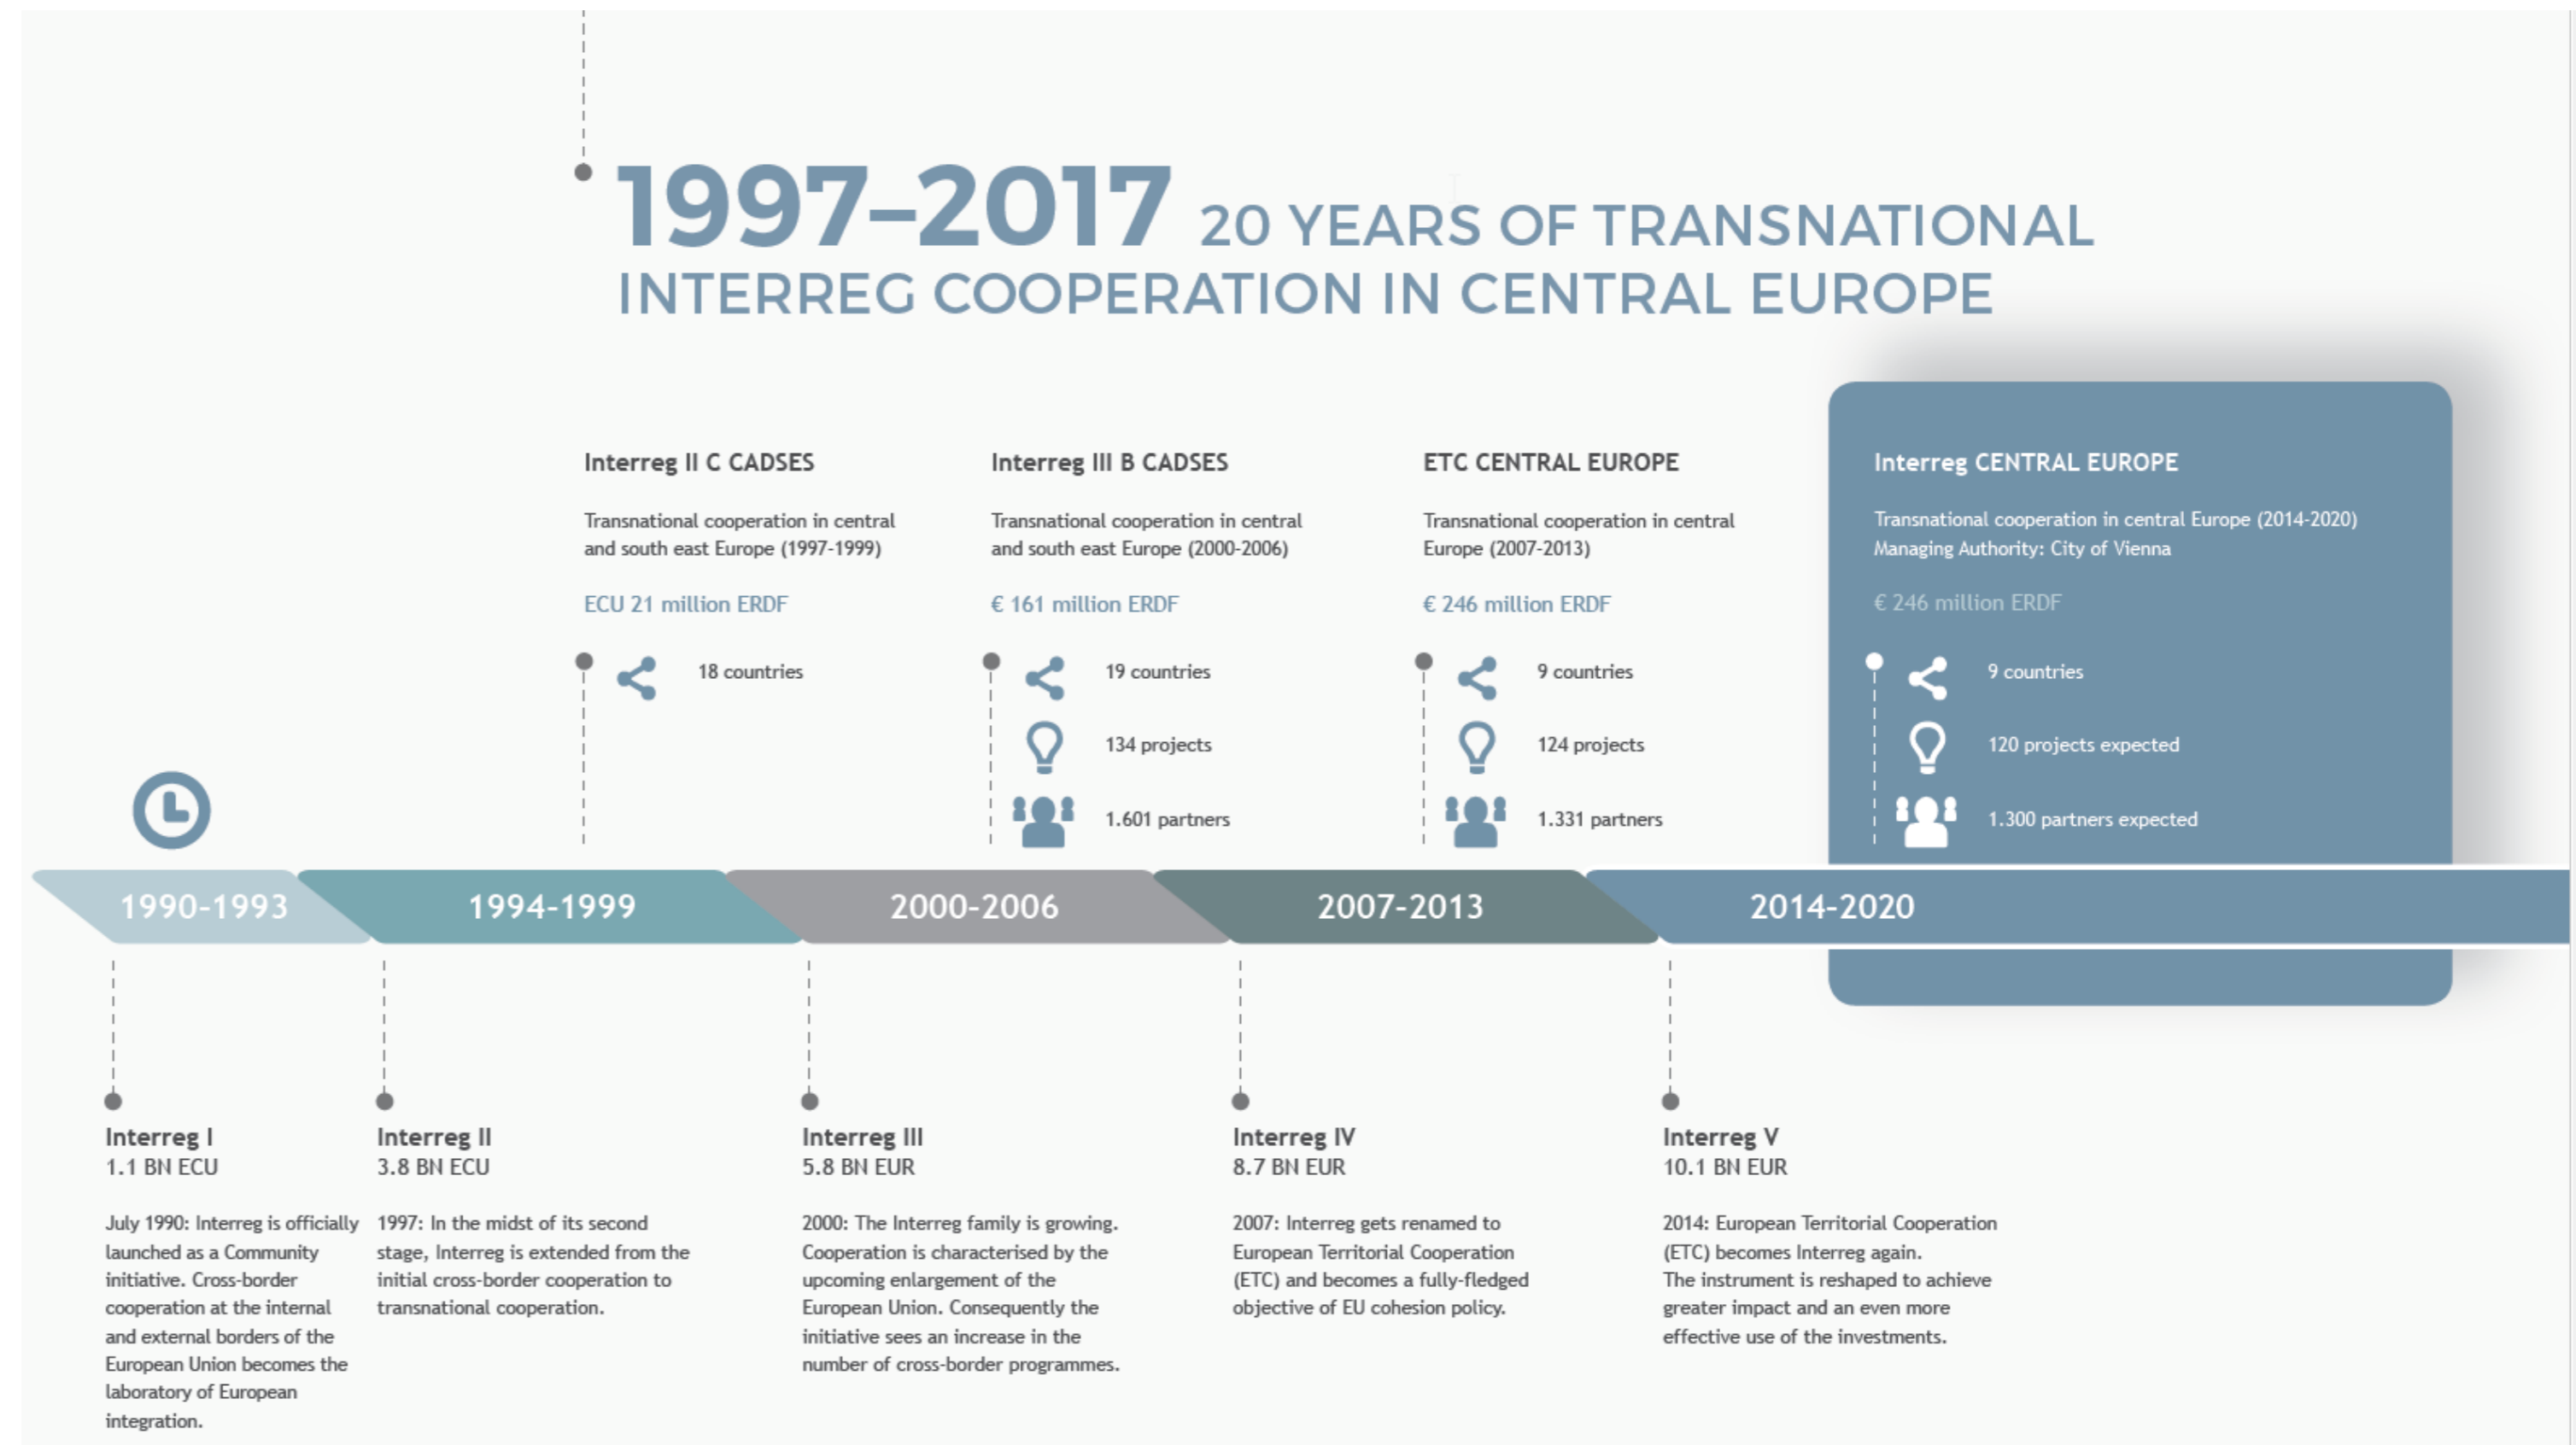 1997–2017 20 YEARS OF TRANSNATIONAL
INTERREG COOPERATION IN CENTRAL EUROPE
Interreg II C CADSES
Transnational cooperation in central
and south east Europe (1997-1999)
ECU 21 million ERDF
18 countries
Interreg III B CADSES
Transnational cooperation in central
and south east Europe (2000-2006)
€ 161 million ERDF
19 countries
134 projects
1.601 partners
ETC CENTRAL EUROPE
Transnational cooperation in central
Europe (2007-2013)
€ 246 million ERDF
9 countries
124 projects
1.331 partners
Interreg CENTRAL EUROPE
Transnational cooperation in central Europe (2014-2020)
Managing Authority: City of Vienna
€ 246 million ERDF
9 countries
120 projects expected
1.300 partners expected
1990-1993
1994-1999
2000-2006
2007-2013
2014-2020
Interreg I
1.1 BN ECU
July 1990: Interreg is officially
launched as a Community
initiative. Cross-border
cooperation at the internal
and external borders of the
European Union becomes the
laboratory of European
integration.
Interreg II
3.8 BN ECU
1997: In the midst of its second
stage, Interreg is extended from the
initial cross-border cooperation to
transnational cooperation.
Interreg III
5.8 BN EUR
2000: The Interreg family is growing.
Cooperation is characterised by the
upcoming enlargement of the
European Union. Consequently the
initiative sees an increase in the
number of cross-border programmes.
Interreg IV
8.7 BN EUR
2007: Interreg gets renamed to
European Territorial Cooperation
(ETC) and becomes a fully-fledged
objective of EU cohesion policy.
Interreg V
10.1 BN EUR
2014: European Territorial Cooperation
(ETC) becomes Interreg again.
The instrument is reshaped to achieve
greater impact and an even more
effective use of the investments.